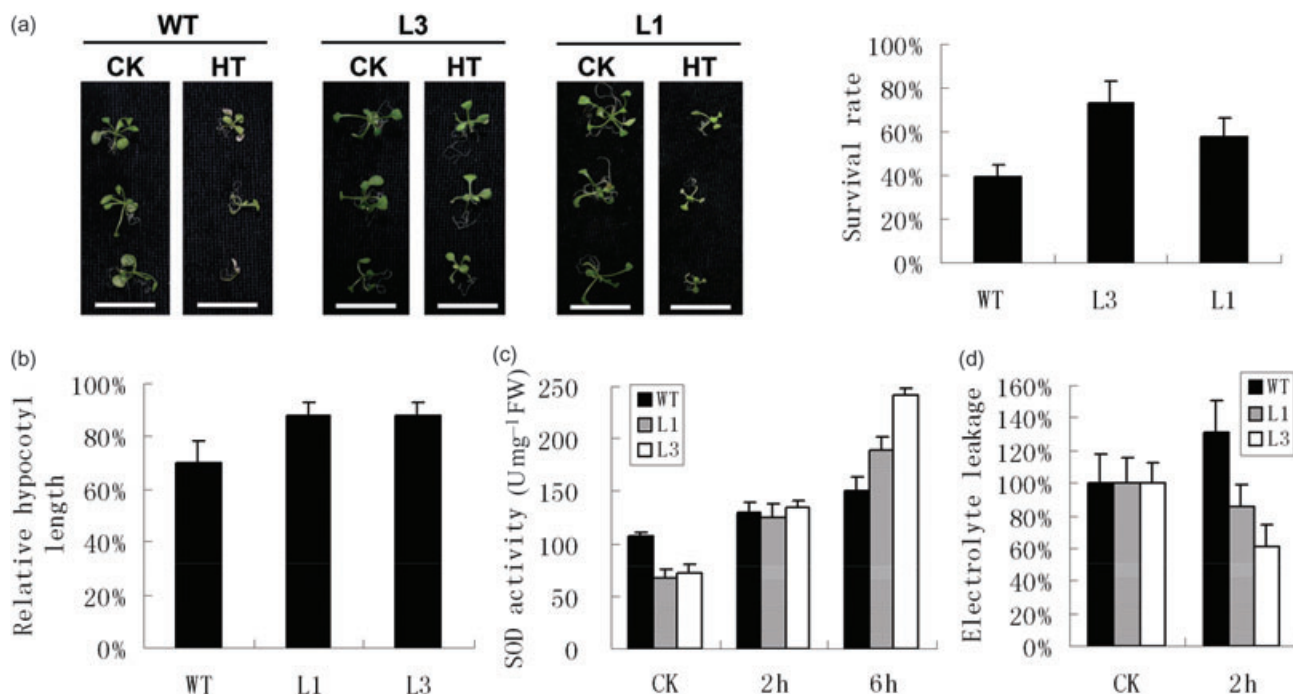 (a)
WT L3 L1
CK HT CK HT CK HT
Survival rate
100%
80%
60%
40%
20%
0%
WT L3 L1
(b)
Relative hypocotyl length
100%
80%
60%
40%
20%
0%
WT L1 L3
(c)
SOD activity (Umg⁻¹FW)
250
200
150
100
50
0
WT
L1
L3
CK 2h 6h
(d)
Electrolyte leakage
160%
140%
120%
100%
80%
60%
40%
20%
0%
WT
L1
L3
CK 2h